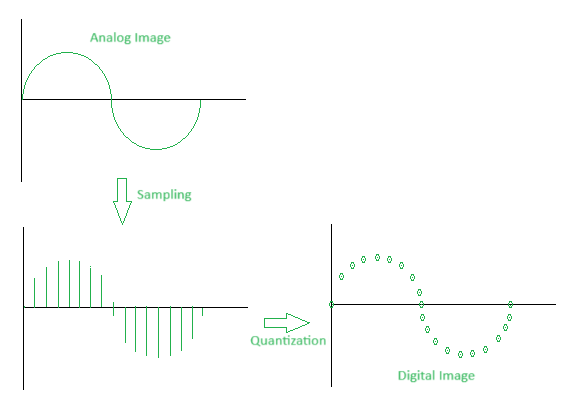 Analog Image
Sampling
Quantization
Digital Image